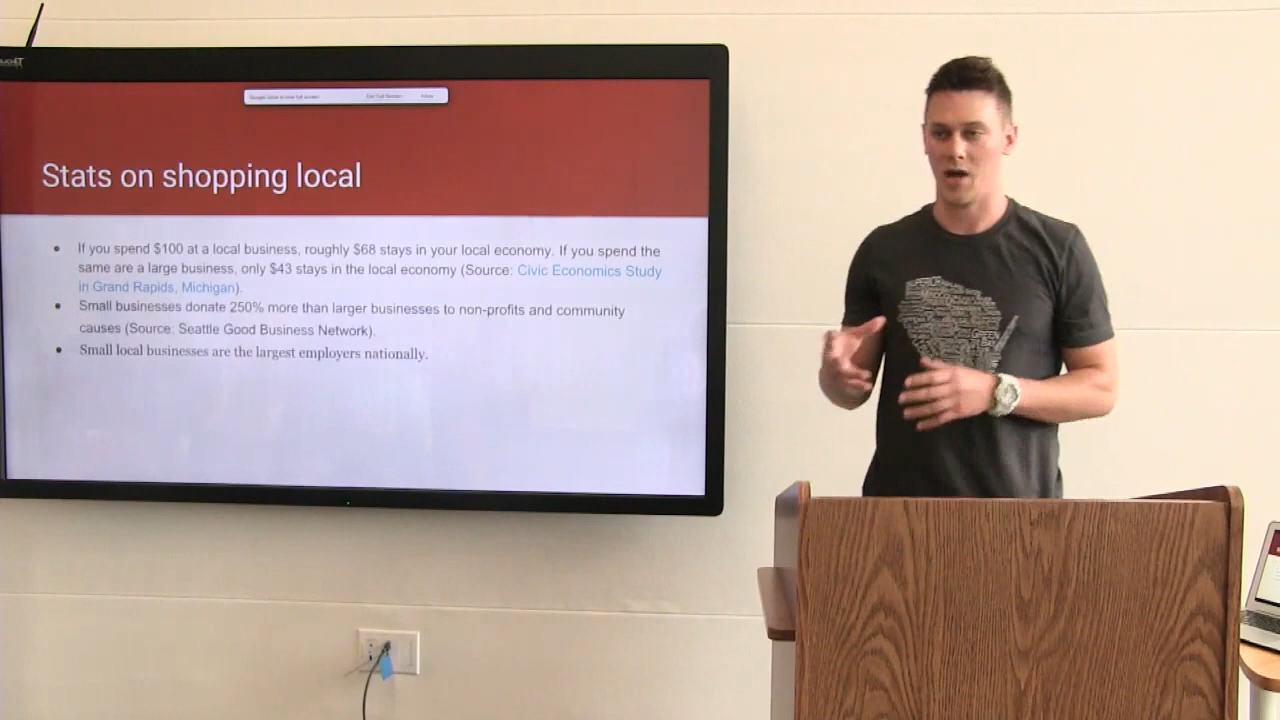 Stats on shopping local
If you spend $100 at a local business, roughly $68 stays in your local economy. If you spend the
same are a large business, only $43 stays in the local economy (Source: Civic Economics Study
in Grand Rapids, Michigan).
Small businesses donate 250% more than larger businesses to non-profits and community
causes (Source: Seattle Good Business Network).
Small local businesses are the largest employers nationally.